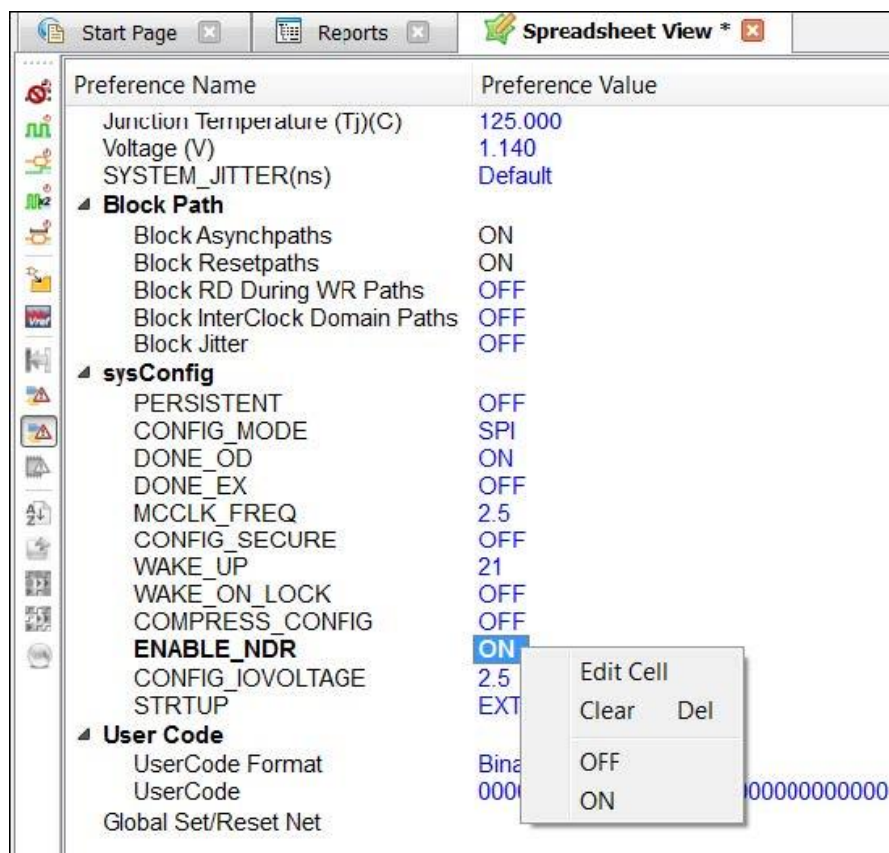 Start Page Reports Spreadsheet View *
Preference Name Preference Value
Junction Temperature (Tj)(C) 125.000
Voltage (V) 1.140
SYSTEM_JITTER(ns) Default
Block Path
Block Asynchpaths ON
Block Resetpaths ON
Block RD During WR Paths OFF
Block InterClock Domain Paths OFF
Block Jitter OFF
sysConfig
PERSISTENT OFF
CONFIG_MODE SPI
DONE_OD ON
DONE_EX OFF
MCCLK_FREQ 2.5
CONFIG_SECURE OFF
WAKE_UP 21
WAKE_ON_LOCK OFF
COMPRESS_CONFIG OFF
ENABLE_NDR ON
CONFIG_IOVOLTAGE 2.5
STRTUP EXT
User Code
UserCode Format Bina
UserCode 0000 00000000000
Global Set/Reset Net
Edit Cell
Clear Del
OFF
ON